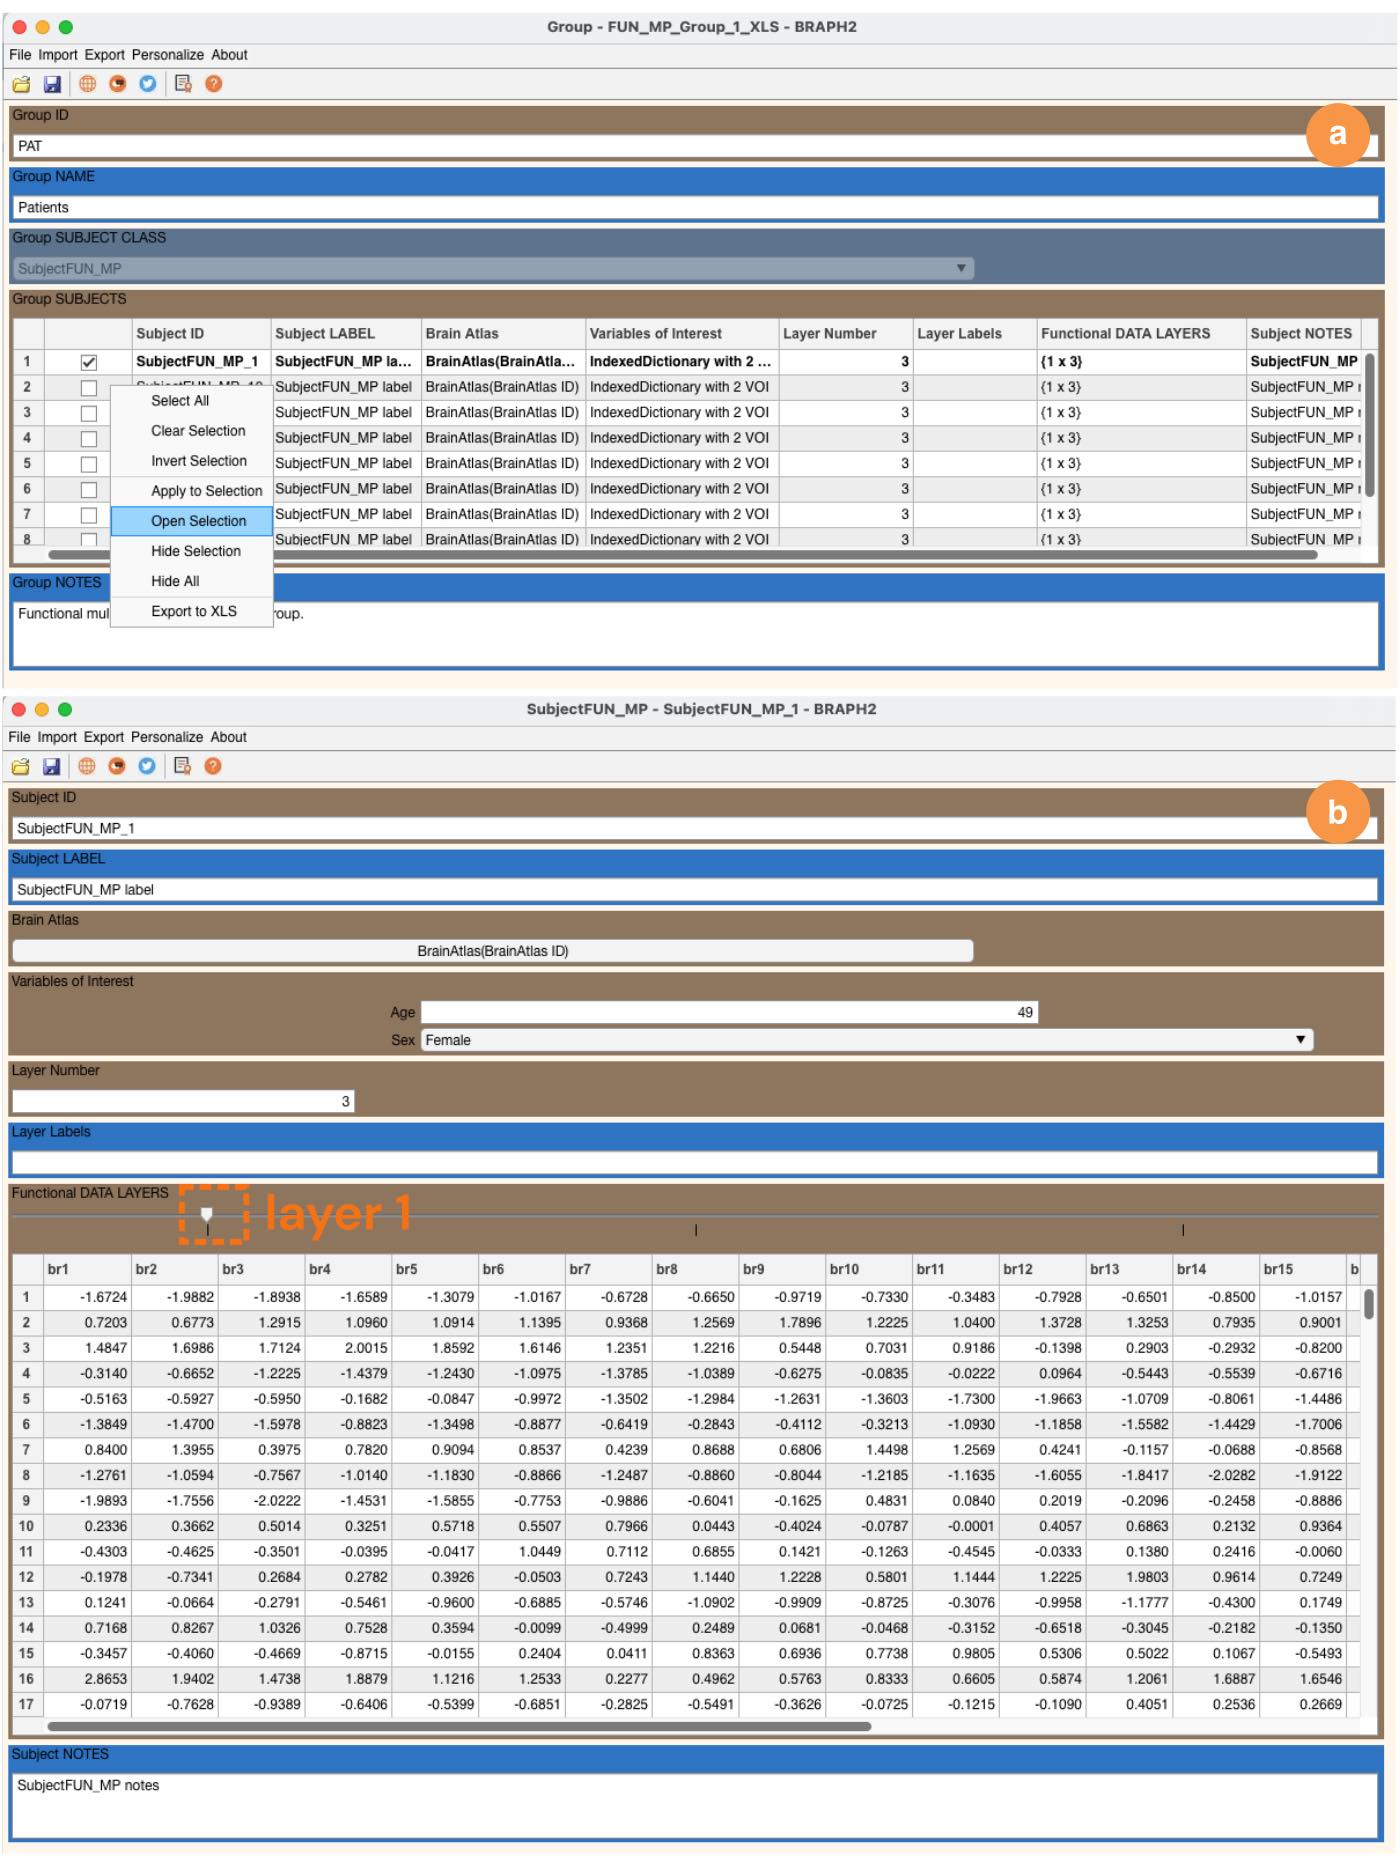 Group - FUN_MP_Group_1_XLS - BRAPH2
File Import Export Personalize About
Group ID
a
PAT
Group NAME
Patients
Group SUBJECT CLASS
SubjectFUN_MP
Group SUBJECTS
Subject ID Subject LABEL Brain Atlas Variables of Interest Layer Number Layer Labels Functional DATA LAYERS Subject NOTES
1 SubjectFUN_MP_1 SubjectFUN_MP la... BrainAtlas(BrainAtla... IndexedDictionary with 2 ... 3 {1 x 3} SubjectFUN_MP
2 SubjectFUN_MP label BrainAtlas(BrainAtlas ID) IndexedDictionary with 2 VOI 3 {1 x 3} SubjectFUN_MP
3 SubjectFUN_MP label BrainAtlas(BrainAtlas ID) IndexedDictionary with 2 VOI 3 {1 x 3} SubjectFUN_MP
4 SubjectFUN_MP label BrainAtlas(BrainAtlas ID) IndexedDictionary with 2 VOI 3 {1 x 3} SubjectFUN_MP
5 SubjectFUN_MP label BrainAtlas(BrainAtlas ID) IndexedDictionary with 2 VOI 3 {1 x 3} SubjectFUN_MP
6 SubjectFUN_MP label BrainAtlas(BrainAtlas ID) IndexedDictionary with 2 VOI 3 {1 x 3} SubjectFUN_MP
7 SubjectFUN_MP label BrainAtlas(BrainAtlas ID) IndexedDictionary with 2 VOI 3 {1 x 3} SubjectFUN_MP
8 SubjectFUN_MP label BrainAtlas(BrainAtlas ID) IndexedDictionary with 2 VOI 3 {1 x 3} SubjectFUN_MP
Select All
Clear Selection
Invert Selection
Apply to Selection
Open Selection
Hide Selection
Hide All
Export to XLS
Group NOTES
Functional mul roup.
SubjectFUN_MP - SubjectFUN_MP_1 - BRAPH2
File Import Export Personalize About
Subject ID
b
SubjectFUN_MP_1
Subject LABEL
SubjectFUN_MP label
Brain Atlas
BrainAtlas(BrainAtlas ID)
Variables of Interest
Age 49
Sex Female
Layer Number
3
Layer Labels
Functional DATA LAYERS
layer 1
br1 br2 br3 br4 br5 br6 br7 br8 br9 br10 br11 br12 br13 br14 br15 b
1 -1.6724 -1.9882 -1.8938 -1.6589 -1.3079 -1.0167 -0.6728 -0.6650 -0.9719 -0.7330 -0.3483 -0.7928 -0.6501 -0.8500 -1.0157
2 0.7203 0.6773 1.2915 1.0960 1.0914 1.1395 0.9368 1.2569 1.7896 1.2225 1.0400 1.3728 1.3253 0.7935 0.9001
3 1.4847 1.6986 1.7124 2.0015 1.8592 1.6146 1.2351 1.2216 0.5448 0.7031 0.9186 -0.1398 0.2903 -0.2932 -0.8200
4 -0.3140 -0.6652 -1.2225 -1.4379 -1.2430 -1.0975 -1.3785 -1.0389 -0.6275 -0.0835 -0.0222 0.0964 -0.5443 -0.5539 -0.6716
5 -0.5163 -0.5927 -0.5950 -0.1682 -0.0847 -0.9972 -1.3502 -1.2984 -1.2631 -1.3603 -1.7300 -1.9663 -1.0709 -0.8061 -1.4486
6 -1.3849 -1.4700 -1.5978 -0.8823 -1.3498 -0.8877 -0.6419 -0.2843 -0.4112 -0.3213 -1.0930 -1.1858 -1.5582 -1.4429 -1.7006
7 0.8400 1.3955 0.3975 0.7820 0.9094 0.8537 0.4239 0.8688 0.6806 1.4498 1.2569 0.4241 -0.1157 -0.0688 -0.8568
8 -1.2761 -1.0594 -0.7567 -1.0140 -1.1830 -0.8866 -1.2487 -0.8860 -0.8044 -1.2185 -1.1635 -1.6055 -1.8417 -2.0282 -1.9122
9 -1.9893 -1.7556 -2.0222 -1.4531 -1.5855 -0.7753 -0.9886 -0.6041 -0.1625 0.4831 0.0840 0.2019 -0.2096 -0.2458 -0.8886
10 0.2336 0.3662 0.5014 0.3251 0.5718 0.5507 0.7966 0.0443 -0.4024 -0.0787 -0.0001 0.4057 0.6863 0.2132 0.9364
11 -0.4303 -0.4625 -0.3501 -0.0395 -0.0417 1.0449 0.7112 0.6855 0.1421 -0.1263 -0.4545 -0.0333 0.1380 0.2416 -0.0060
12 -0.1978 -0.7341 0.2684 0.2782 0.3926 -0.0503 0.7243 1.1440 1.2228 0.5801 1.1444 1.2225 1.9803 0.9614 0.7249
13 0.1241 -0.0664 -0.2791 -0.5461 -0.9600 -0.6885 -0.5746 -1.0902 -0.9909 -0.8725 -0.3076 -0.9958 -1.1777 -0.4300 0.1749
14 0.7168 0.8267 1.0326 0.7528 0.3594 -0.0099 -0.4999 0.2489 0.0681 -0.0468 -0.3152 -0.6518 -0.3045 -0.2182 -0.1350
15 -0.3457 -0.4060 -0.4669 -0.8715 -0.0155 0.2404 0.0411 0.8363 0.6936 0.7738 0.9805 0.5306 0.5022 0.1067 -0.5493
16 2.8653 1.9402 1.4738 1.8879 1.1216 1.2533 0.2277 0.4962 0.5763 0.8333 0.6605 0.5874 1.2061 1.6887 1.6546
17 -0.0719 -0.7628 -0.9389 -0.6406 -0.5399 -0.6851 -0.2825 -0.5491 -0.3626 -0.0725 -0.1215 -0.1090 0.4051 0.2536 0.2669
Subject NOTES
SubjectFUN_MP notes